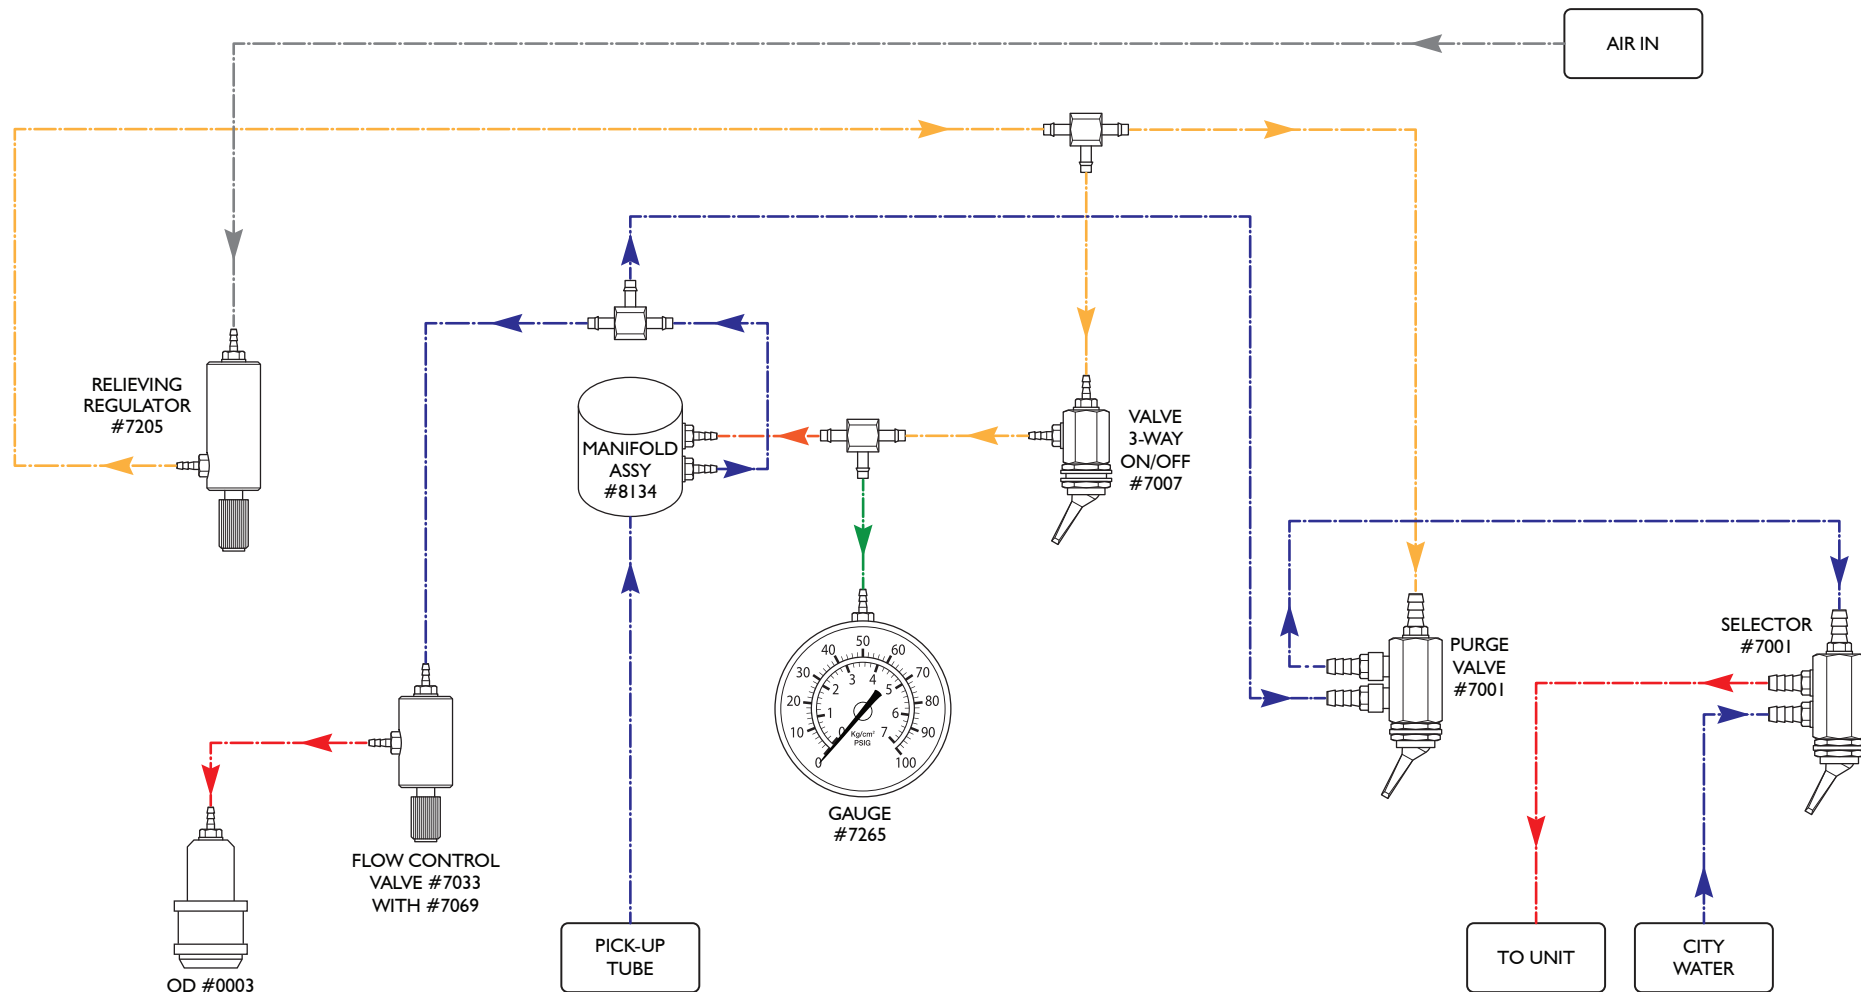 AIR IN
RELIEVING
REGULATOR
#7205
MANIFOLD
ASSY
#8134
VALVE
3-WAY
ON/OFF
#7007
SELECTOR
#7001
PURGE
VALVE
#7001
0
10
20
30
40
50
60
70
80
90
100
0
1
2
3
4
5
6
7
Kg/cm²
PSIG
GAUGE
#7265
FLOW CONTROL
VALVE #7033
WITH #7069
OD #0003
PICK-UP
TUBE
TO UNIT
CITY
WATER